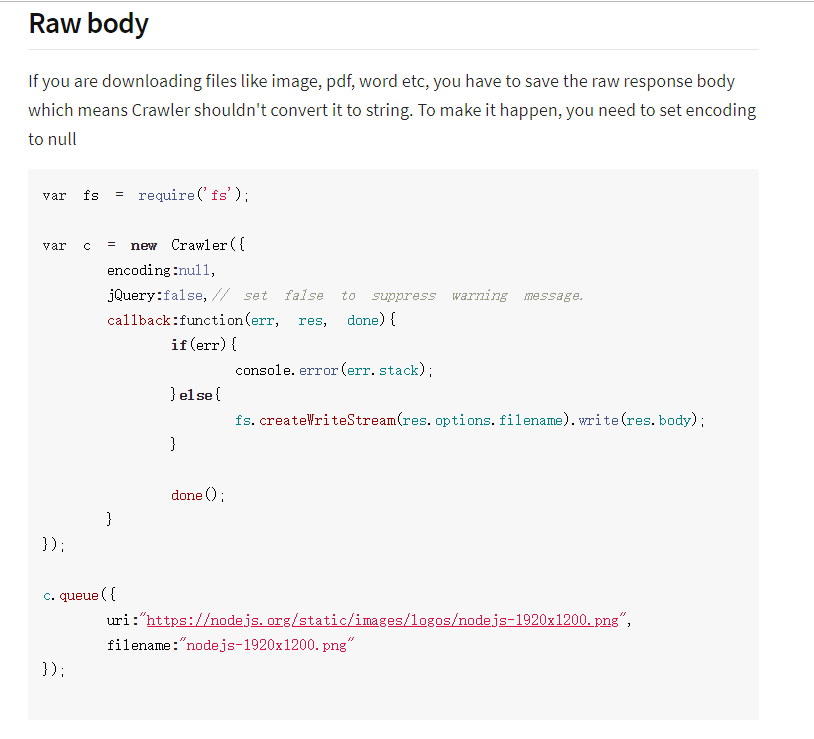 Raw body
If you are downloading files like image, pdf, word etc, you have to save the raw response body
which means Crawler shouldn't convert it to string. To make it happen, you need to set encoding
to null
var fs = require('fs');
var c = new Crawler({
encoding:null,
jQuery:false,// set false to suppress warning message.
callback:function(err, res, done){
if(err){
console.error(err.stack);
}else{
fs.createWriteStream(res.options.filename).write(res.body);
}
done();
}
});
c.queue({
uri:"https://nodejs.org/static/images/logos/nodejs-1920x1200.png",
filename:"nodejs-1920x1200.png"
});